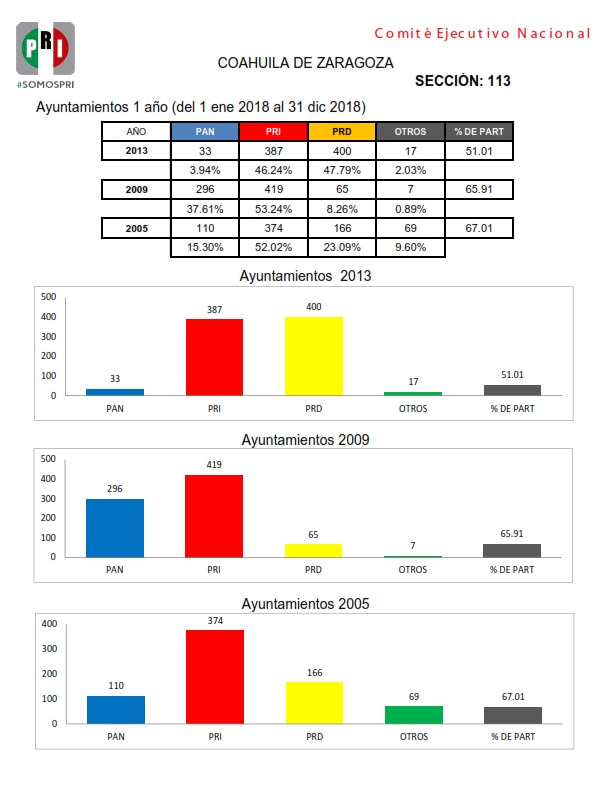 Comité Ejecutivo Nacional
PRI
#SOMOSPRI
COAHUILA DE ZARAGOZA
SECCIÓN: 113
Ayuntamientos 1 año (del 1 ene 2018 al 31 dic 2018)
AÑO PAN PRI PRD OTROS % DE PART
2013 33 387 400 17 51.01
3.94% 46.24% 47.79% 2.03%
2009 296 419 65 7 65.91
37.61% 53.24% 8.26% 0.89%
2005 110 374 166 69 67.01
15.30% 52.02% 23.09% 9.60%
Ayuntamientos 2013
500
400
300
200
100
0
33 387 400 17 51.01
PAN PRI PRD OTROS % DE PART
Ayuntamientos 2009
500
400
300
200
100
0
296 419 65 7 65.91
PAN PRI PRD OTROS % DE PART
Ayuntamientos 2005
400
300
200
100
0
110 374 166 69 67.01
PAN PRI PRD OTROS % DE PART